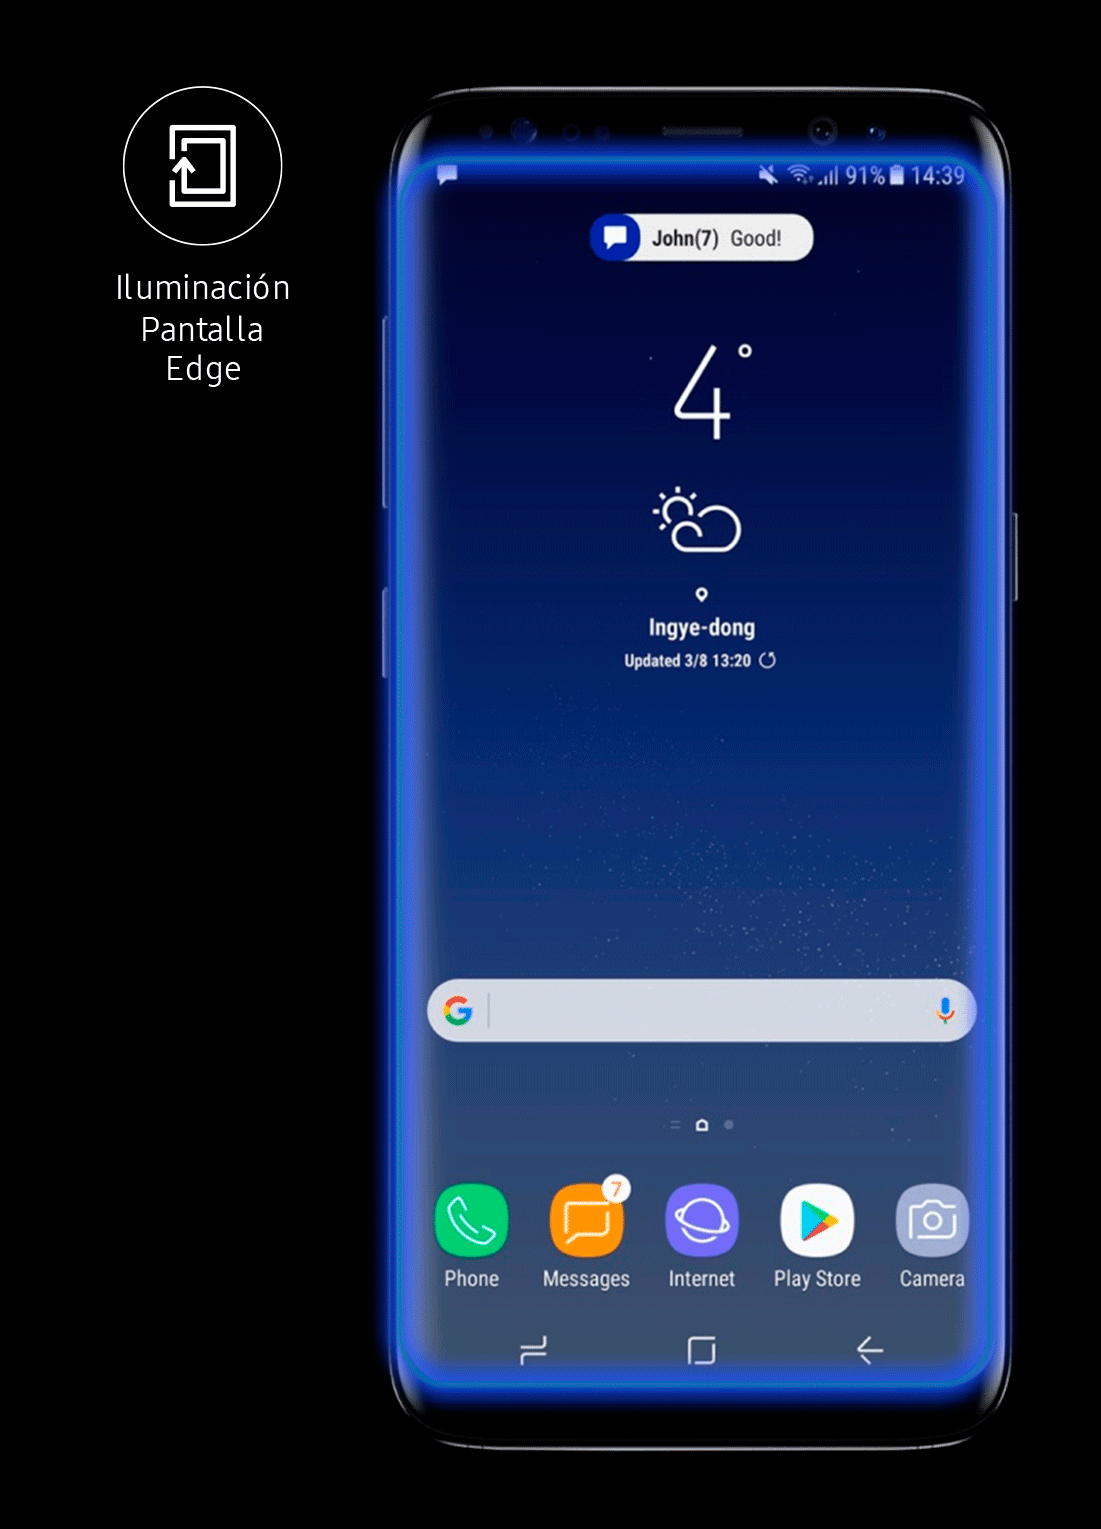 Iluminación
Pantalla
Edge
91% 14:39
John(7) Good!
4°
Ingye-dong
Updated 3/8 13:20
G
7
Phone Messages Internet Play Store Camera